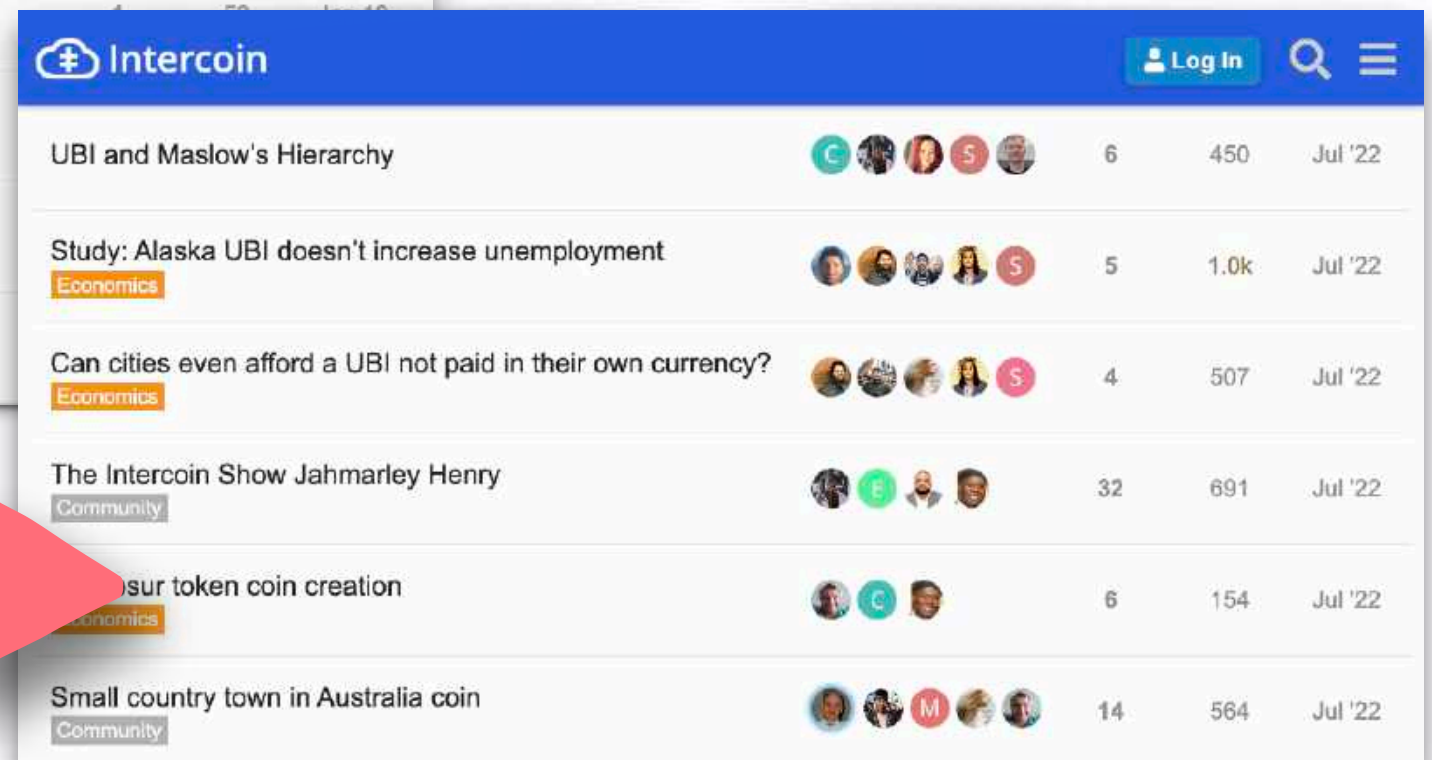 Intercoin
Log In
UBI and Maslow's Hierarchy
C S 6 450 Jul '22
Study: Alaska UBI doesn't increase unemployment
Economics
S 5 1.0k Jul '22
Can cities even afford a UBI not paid in their own currency?
Economics
S 4 507 Jul '22
The Intercoin Show Jahmarley Henry
Community
E 32 691 Jul '22
sur token coin creation
onomics
C 6 154 Jul '22
Small country town in Australia coin
Community
M 14 564 Jul '22